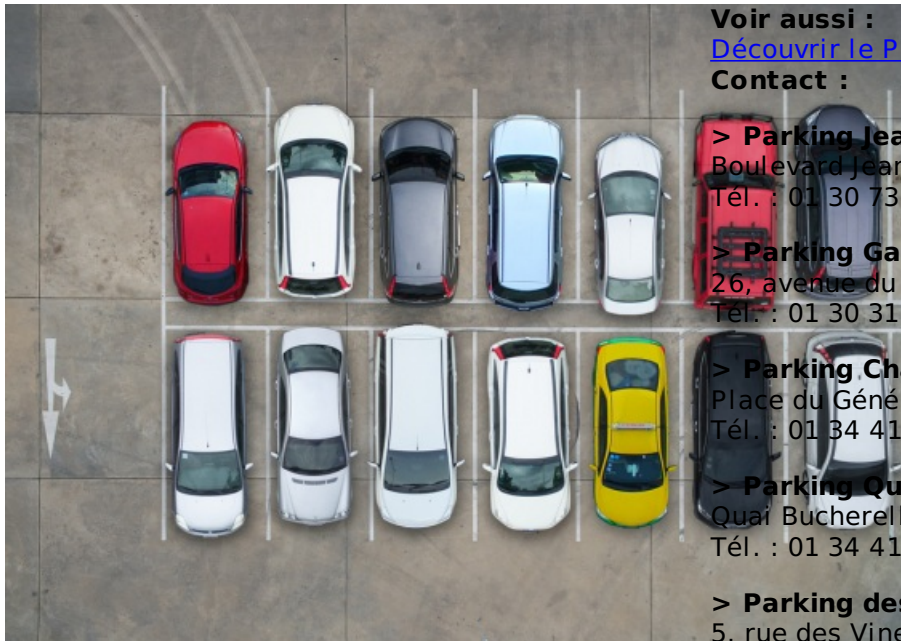 Voir aussi :
Découvrir le P
Contact :
> Parking Jea
Boulevard Jean
Tél. : 01 30 73
> Parking Ga
26, avenue du
Tél. : 01 30 31
> Parking Cha
Place du Géné
Tél. : 01 34 41
> Parking Qu
Quai Bucherell
Tél. : 01 34 41
> Parking des
5, rue des Vine